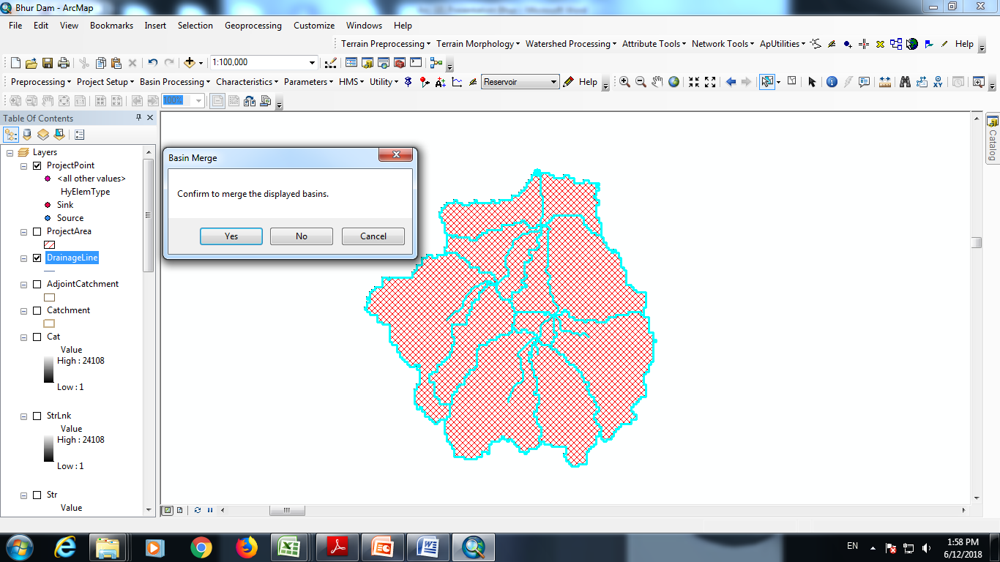 Bhur Dam - ArcMap
File Edit View Bookmarks Insert Selection Geoprocessing Customize Windows Help
Terrain Preprocessing Terrain Morphology Watershed Processing Attribute Tools Network Tools ApUtilities Help
1:100,000
Preprocessing Project Setup Basin Processing Characteristics Parameters HMS Utility Reservoir Help
100%
Table Of Contents
Layers
ProjectPoint
<all other values>
HyElemType
Sink
Source
ProjectArea
DrainageLine
AdjointCatchment
Catchment
Cat
Value
High : 24108
Low : 1
StrLnk
Value
High : 24108
Low : 1
Str
Value
Basin Merge
Confirm to merge the displayed basins.
Yes No Cancel
Catalog
EN
1:58 PM
6/12/2018